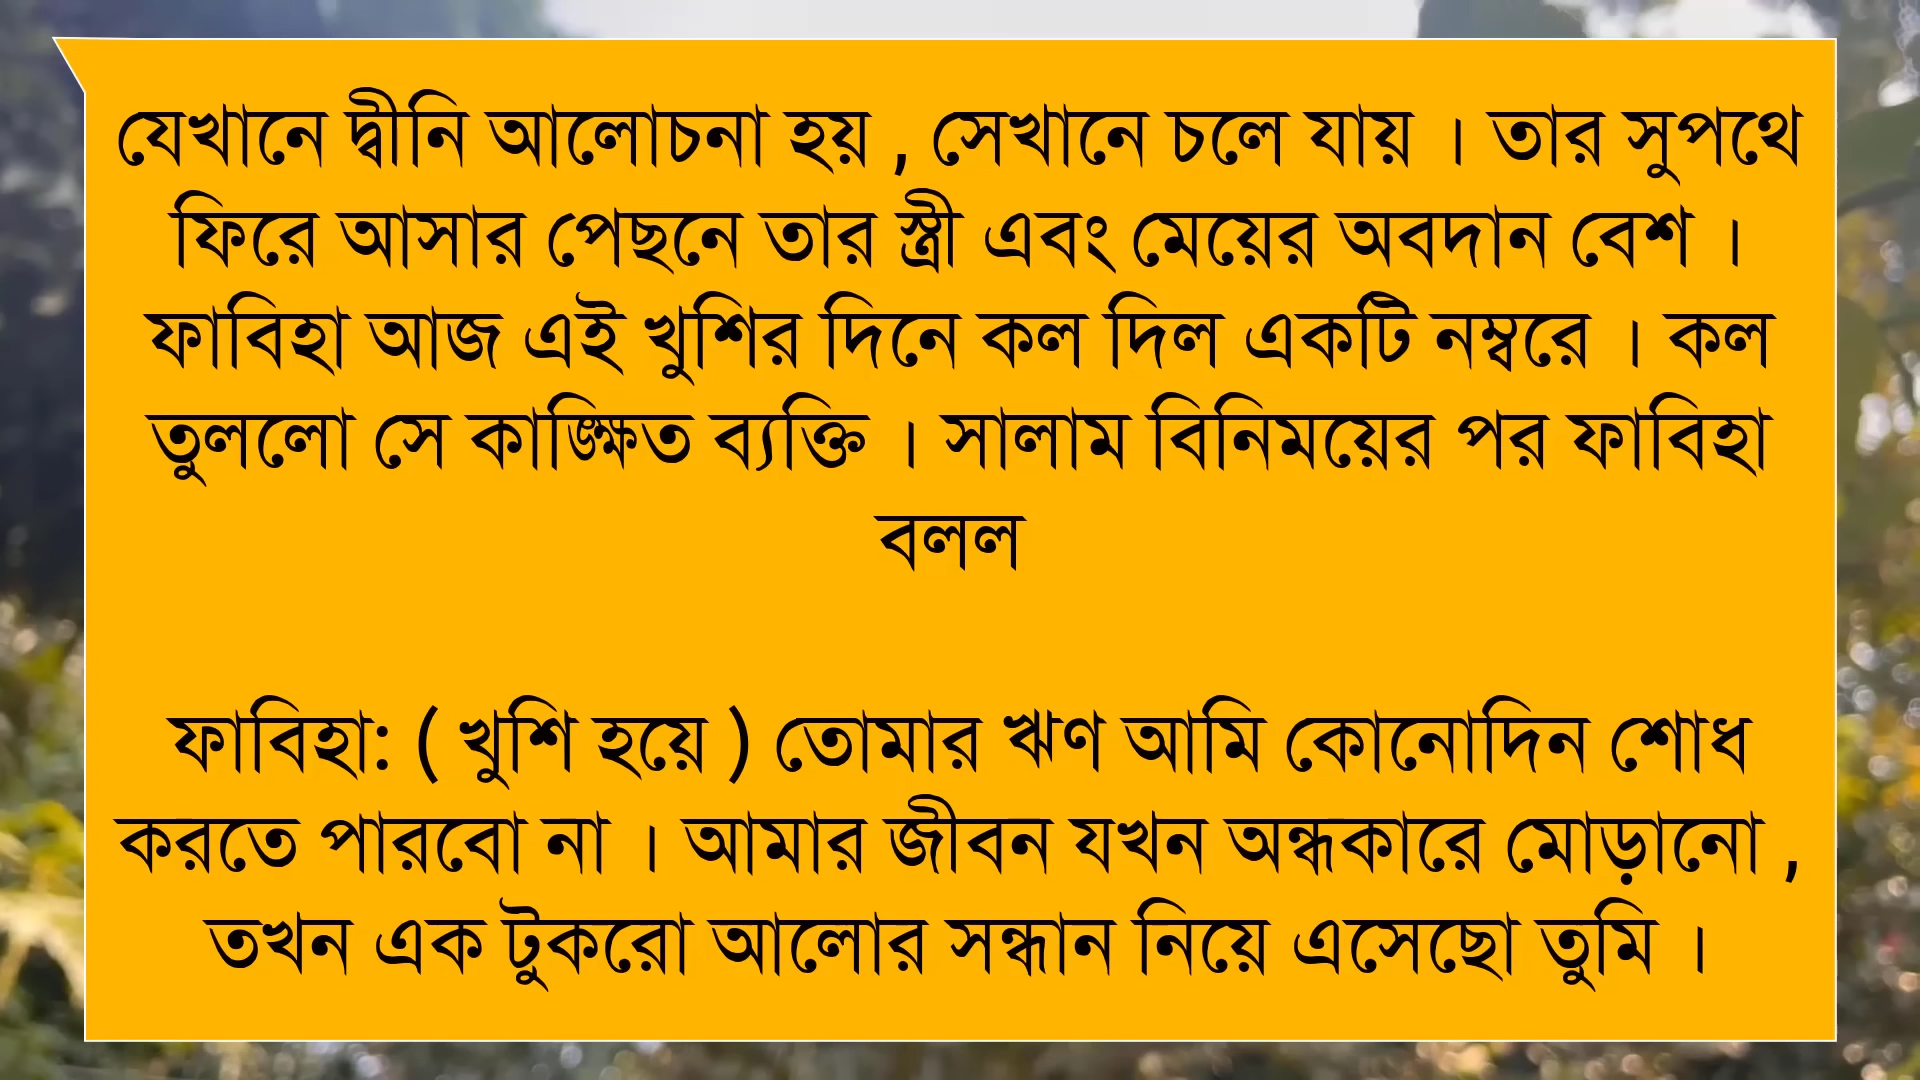 যেখানে দ্বীনি আলোচনা হয় , সেখানে চলে যায় । তার সুপথে
ফিরে আসার পেছনে তার স্ত্রী এবং মেয়ের অবদান বেশ ।
ফাবিহা আজ এই খুশির দিনে কল দিল একটি নম্বরে । কল
তুললো সে কাঙ্ক্ষিত ব্যক্তি । সালাম বিনিময়ের পর ফাবিহা
বলল
ফাবিহা: ( খুশি হয়ে ) তোমার ঋণ আমি কোনোদিন শোধ
করতে পারবো না । আমার জীবন যখন অন্ধকারে মোড়ানো ,
তখন এক টুকরো আলোর সন্ধান নিয়ে এসেছো তুমি ।